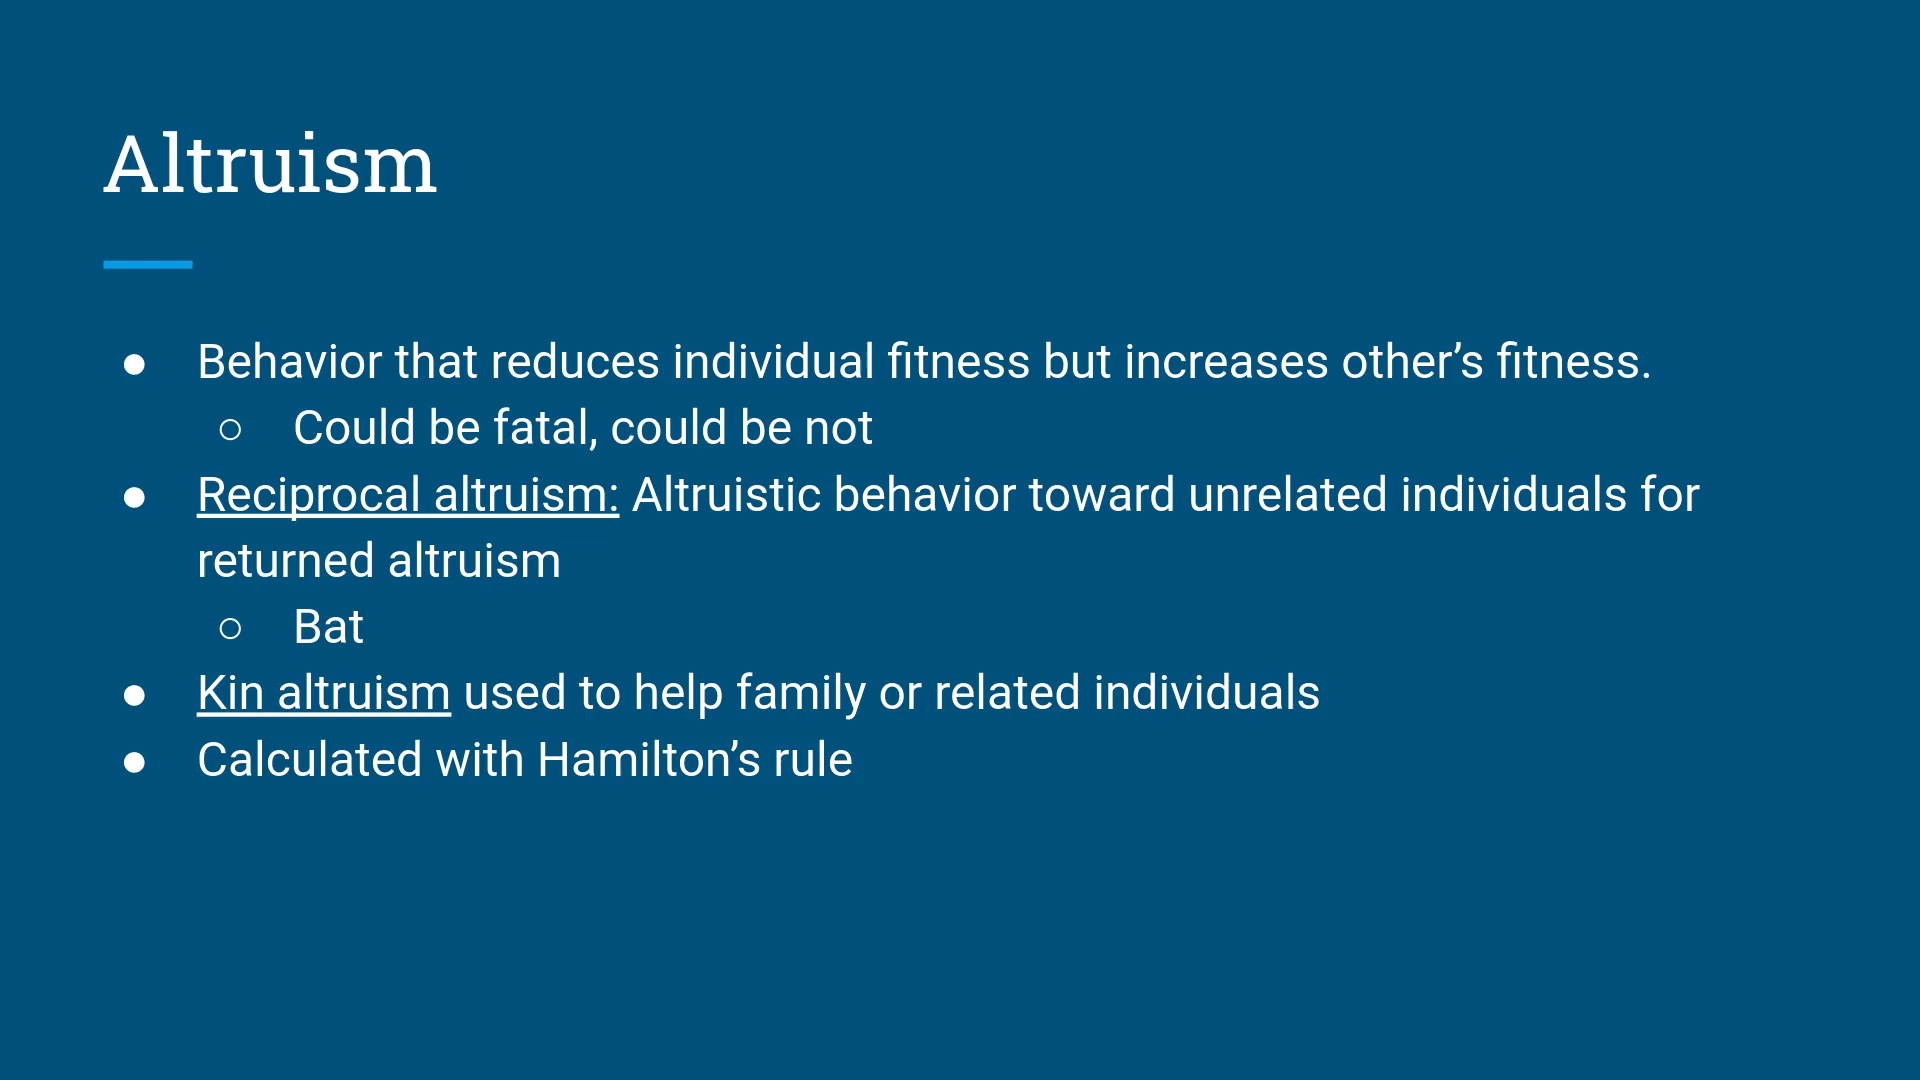 Altruism
● Behavior that reduces individual fitness but increases other’s fitness.
○ Could be fatal, could be not
● Reciprocal altruism: Altruistic behavior toward unrelated individuals for
returned altruism
○ Bat
● Kin altruism used to help family or related individuals
● Calculated with Hamilton’s rule